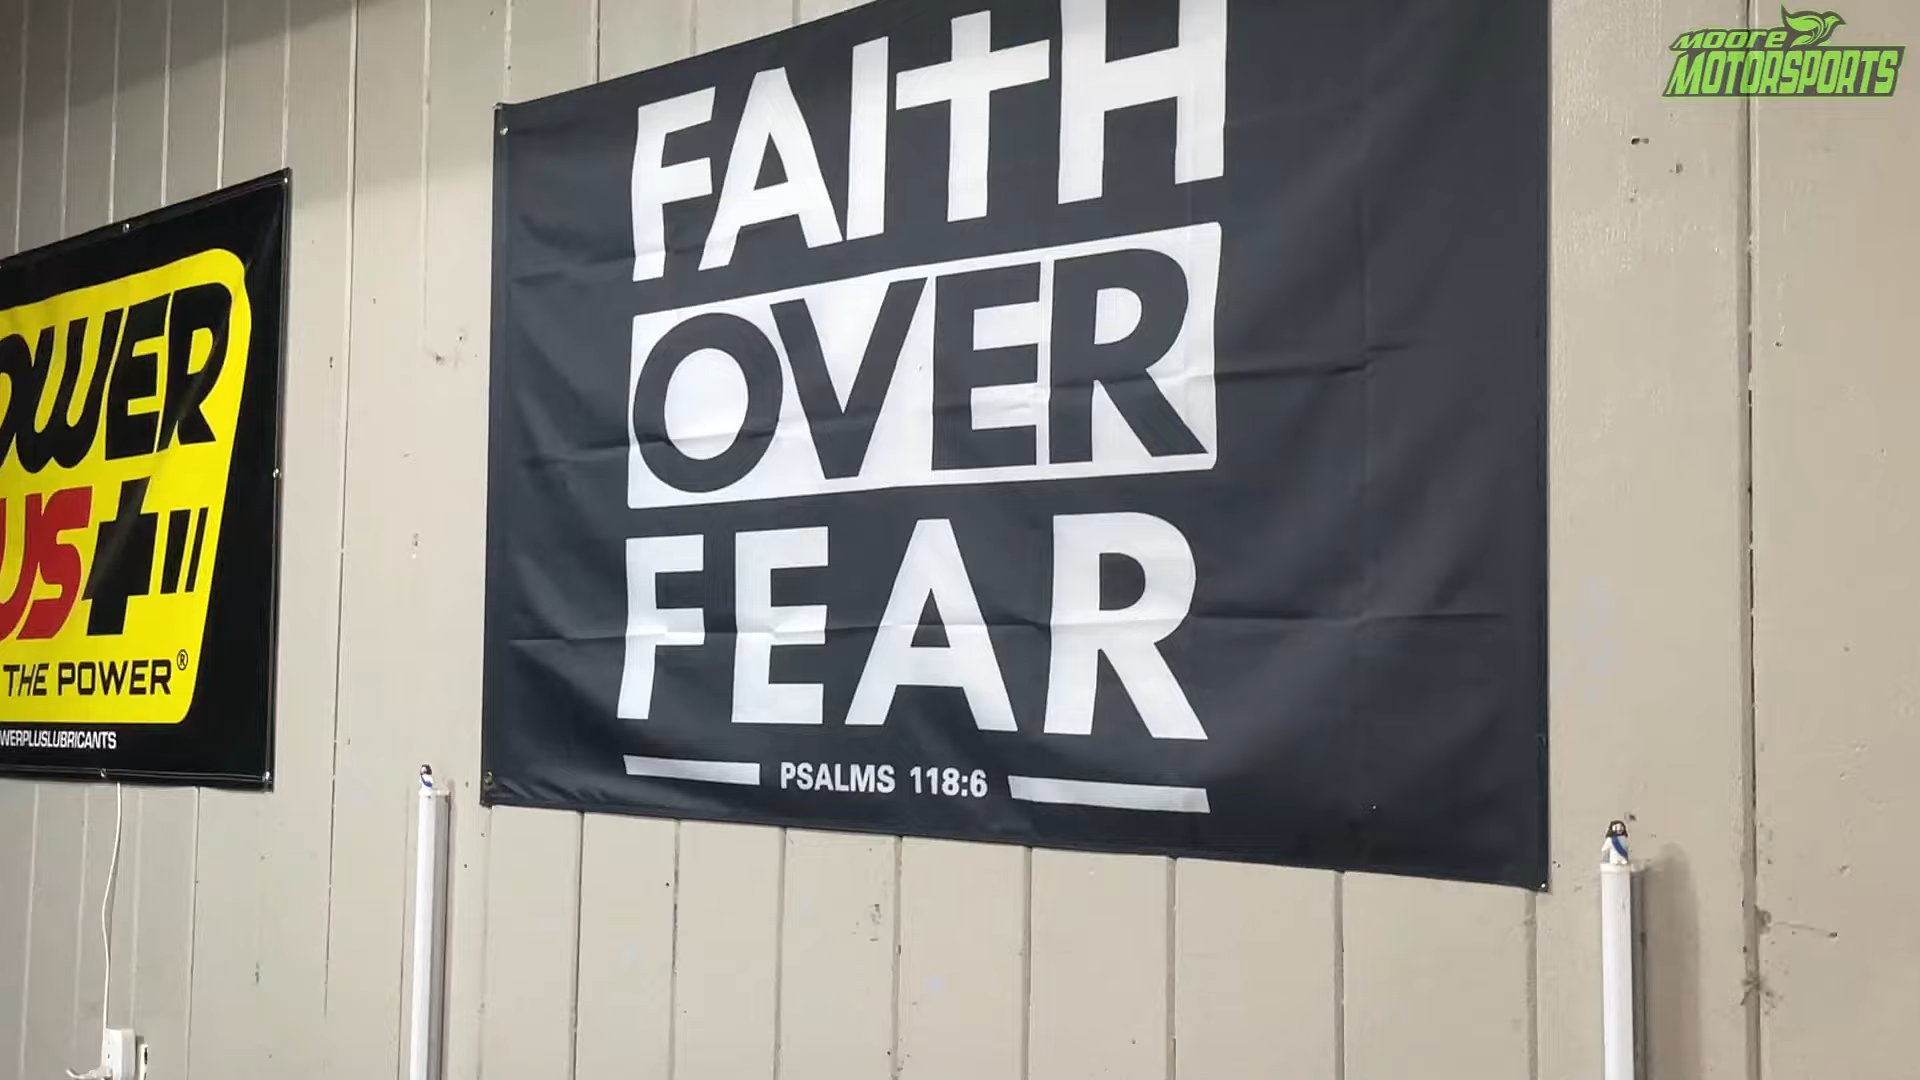 MOORE
MOTORSPORTS
FAITH
OVER
FEAR
PSALMS 118:6
OWER
US+
THE POWER®
WERPLUSLUBRICANTS